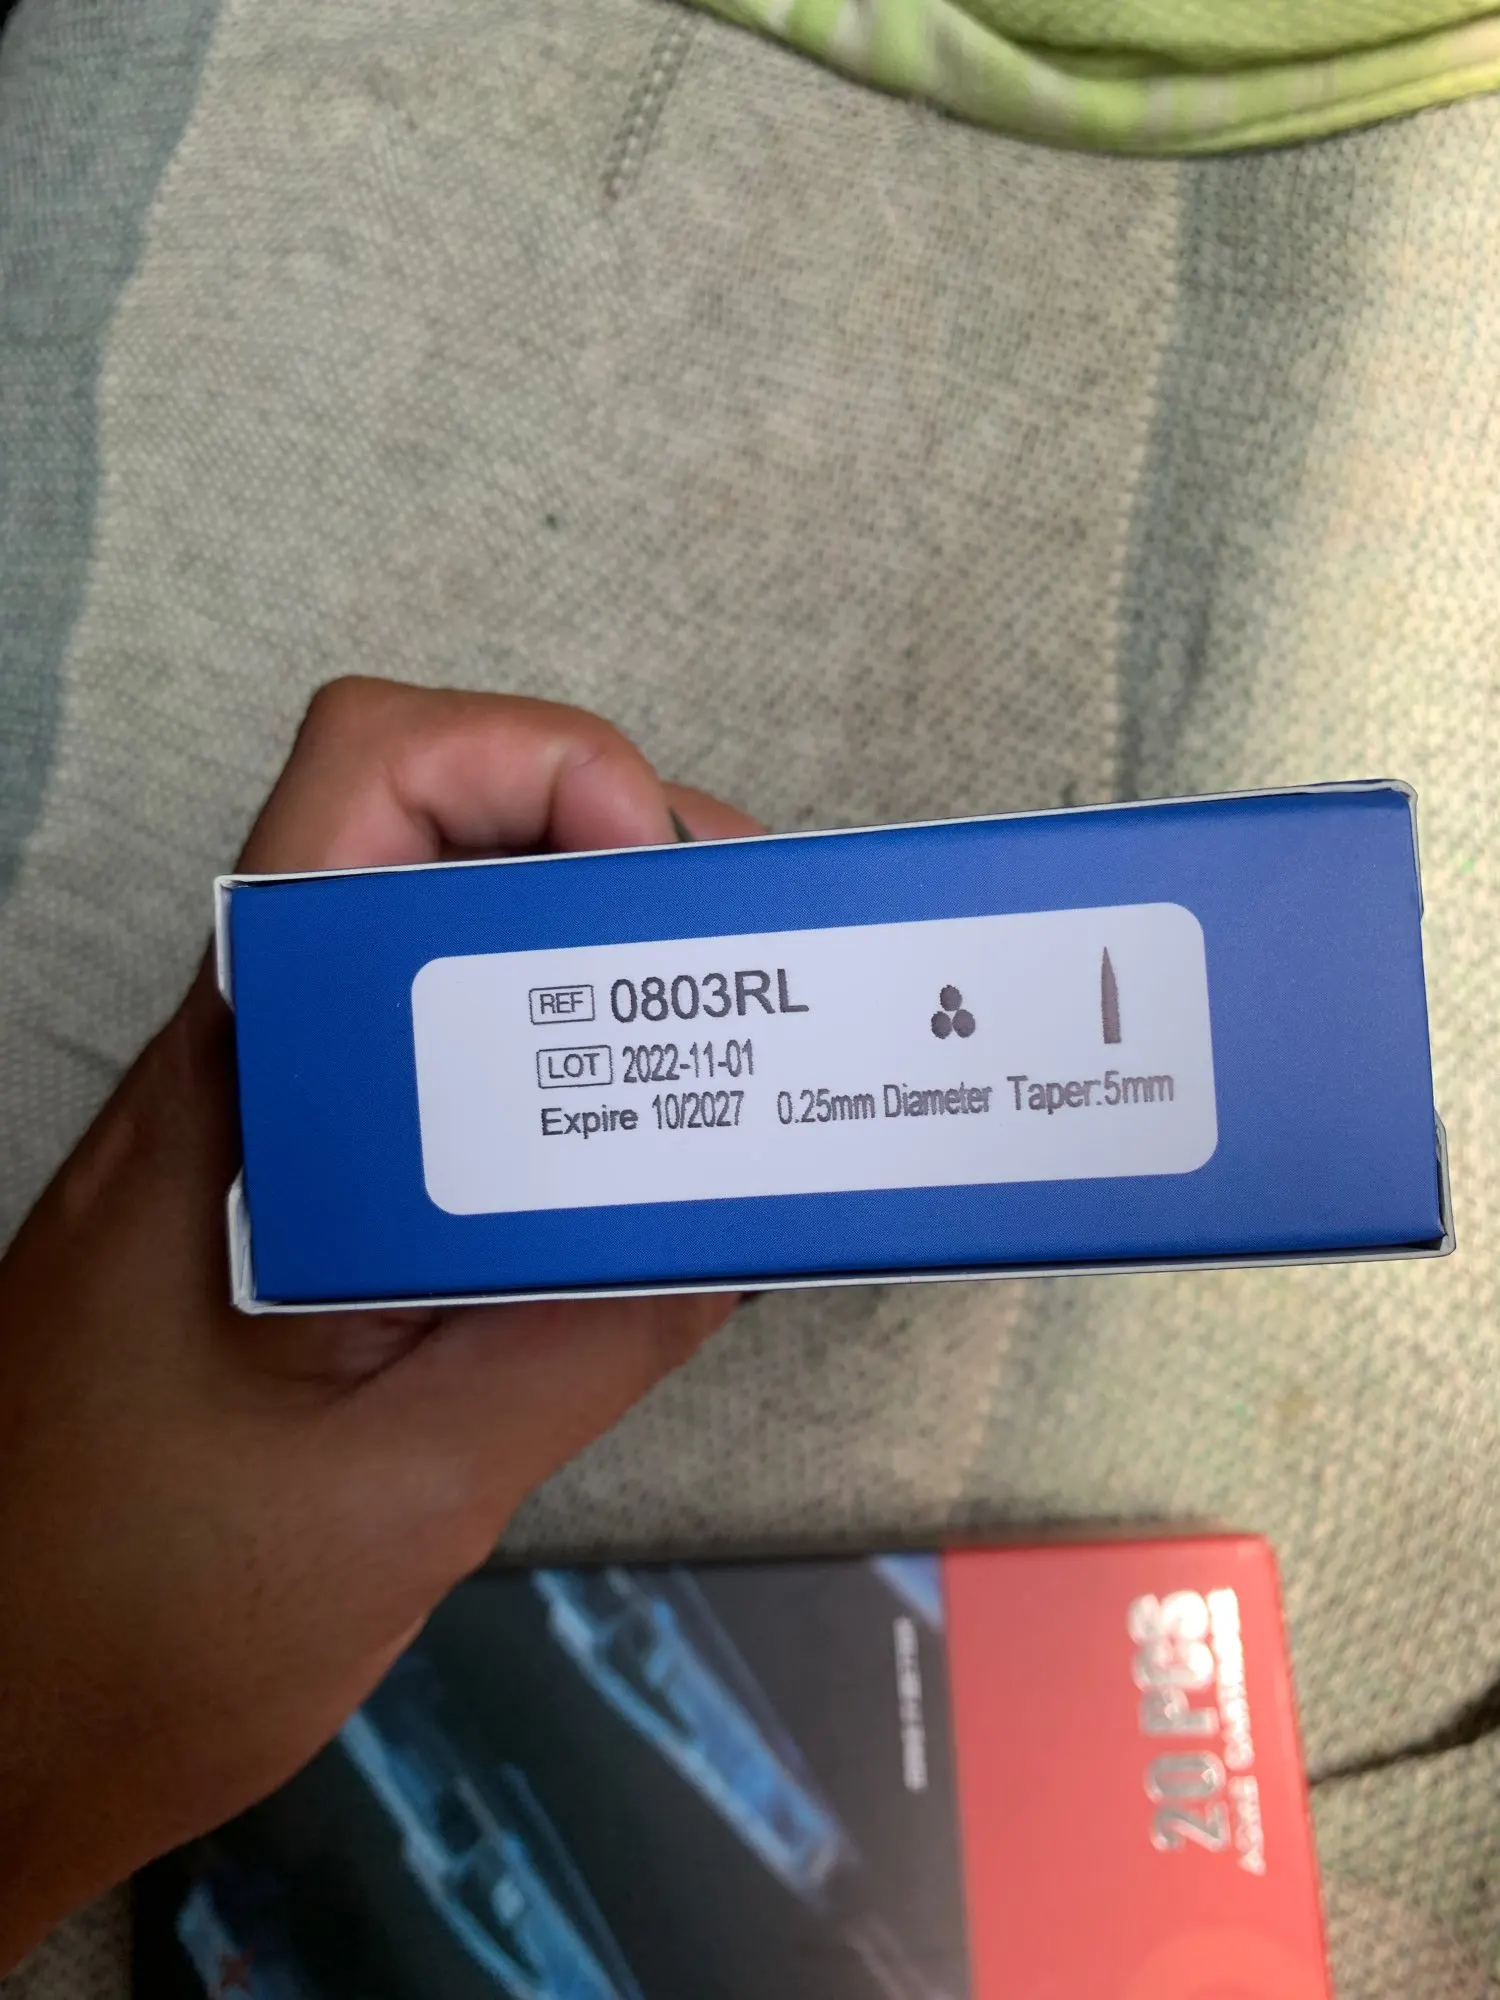 REF 0803RL
LOT 2022-11-01
Expire 10/2027 0.25mm Diameter Taper:5mm
20 PCS